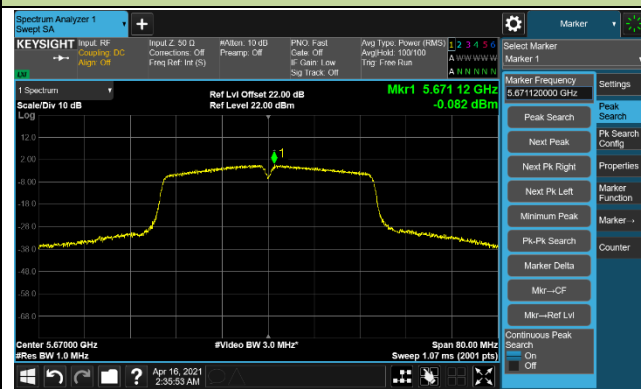 Spectrum Analyzer 1
Swept SA
+
Marker
KEYSIGHT
Input: RF
Coupling: DC
Align: Off
Input Z: 50 Ω
Corrections: Off
Freq Ref: Int (S)
#Atten: 10 dB
Preamp: Off
PNO: Fast
Gate: Off
IF Gain: Low
Sig Track: Off
Avg Type: Power (RMS)
Avg|Hold: 100/100
Trig: Free Run
1 2 3 4 5 6
A W W W W W
A N N N N N
LM
Select Marker
Marker 1
1 Spectrum
Scale/Div 10 dB
Log
Ref Lvl Offset 22.00 dB
Ref Level 22.00 dBm
Mkr1 5.671 12 GHz
-0.082 dBm
1
12.0
2.00
-8.00
-18.0
-28.0
-38.0
-48.0
-58.0
-68.0
Center 5.67000 GHz
#Res BW 1.0 MHz
#Video BW 3.0 MHz*
Span 80.00 MHz
Sweep 1.07 ms (2001 pts)
Marker Frequency
5.671120000 GHz
Peak Search
Next Peak
Next Pk Right
Next Pk Left
Minimum Peak
Pk-Pk Search
Marker Delta
Mkr→CF
Mkr→Ref Lvl
Continuous Peak
Search
On
Off
Settings
Peak
Search
Pk Search
Config
Properties
Marker
Function
Marker→
Counter
?
Apr 16, 2021
2:35:53 AM